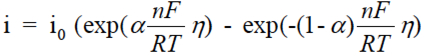 i = i₀ (exp(α nF/RT η) - exp(-(1-α) nF/RT η)